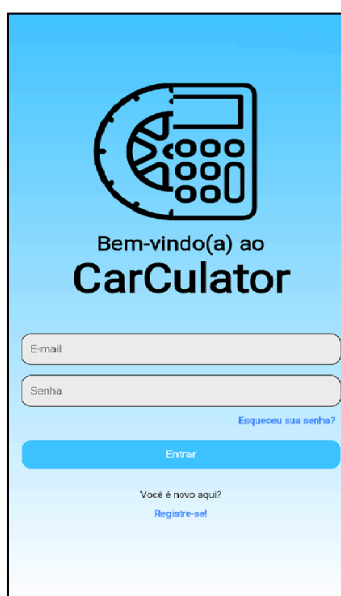 Bem-vindo(a) ao
CarCulator
E-mail
Senha
Esqueceu sua senha?
Entrar
Você é novo aqui?
Registre-se!